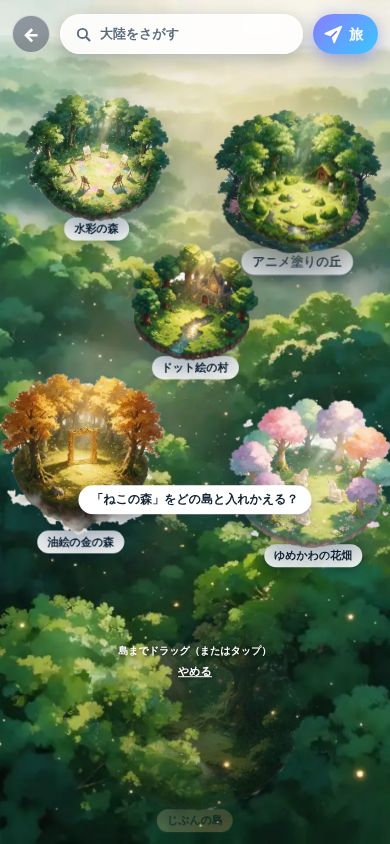 大陸をさがす
旅
水彩の森
アニメ塗りの丘
ドット絵の村
「ねこの森」をどの島と入れかえる？
油絵の金の森
ゆめかわの花畑
島までドラッグ（またはタップ）
やめる
じぶんの島